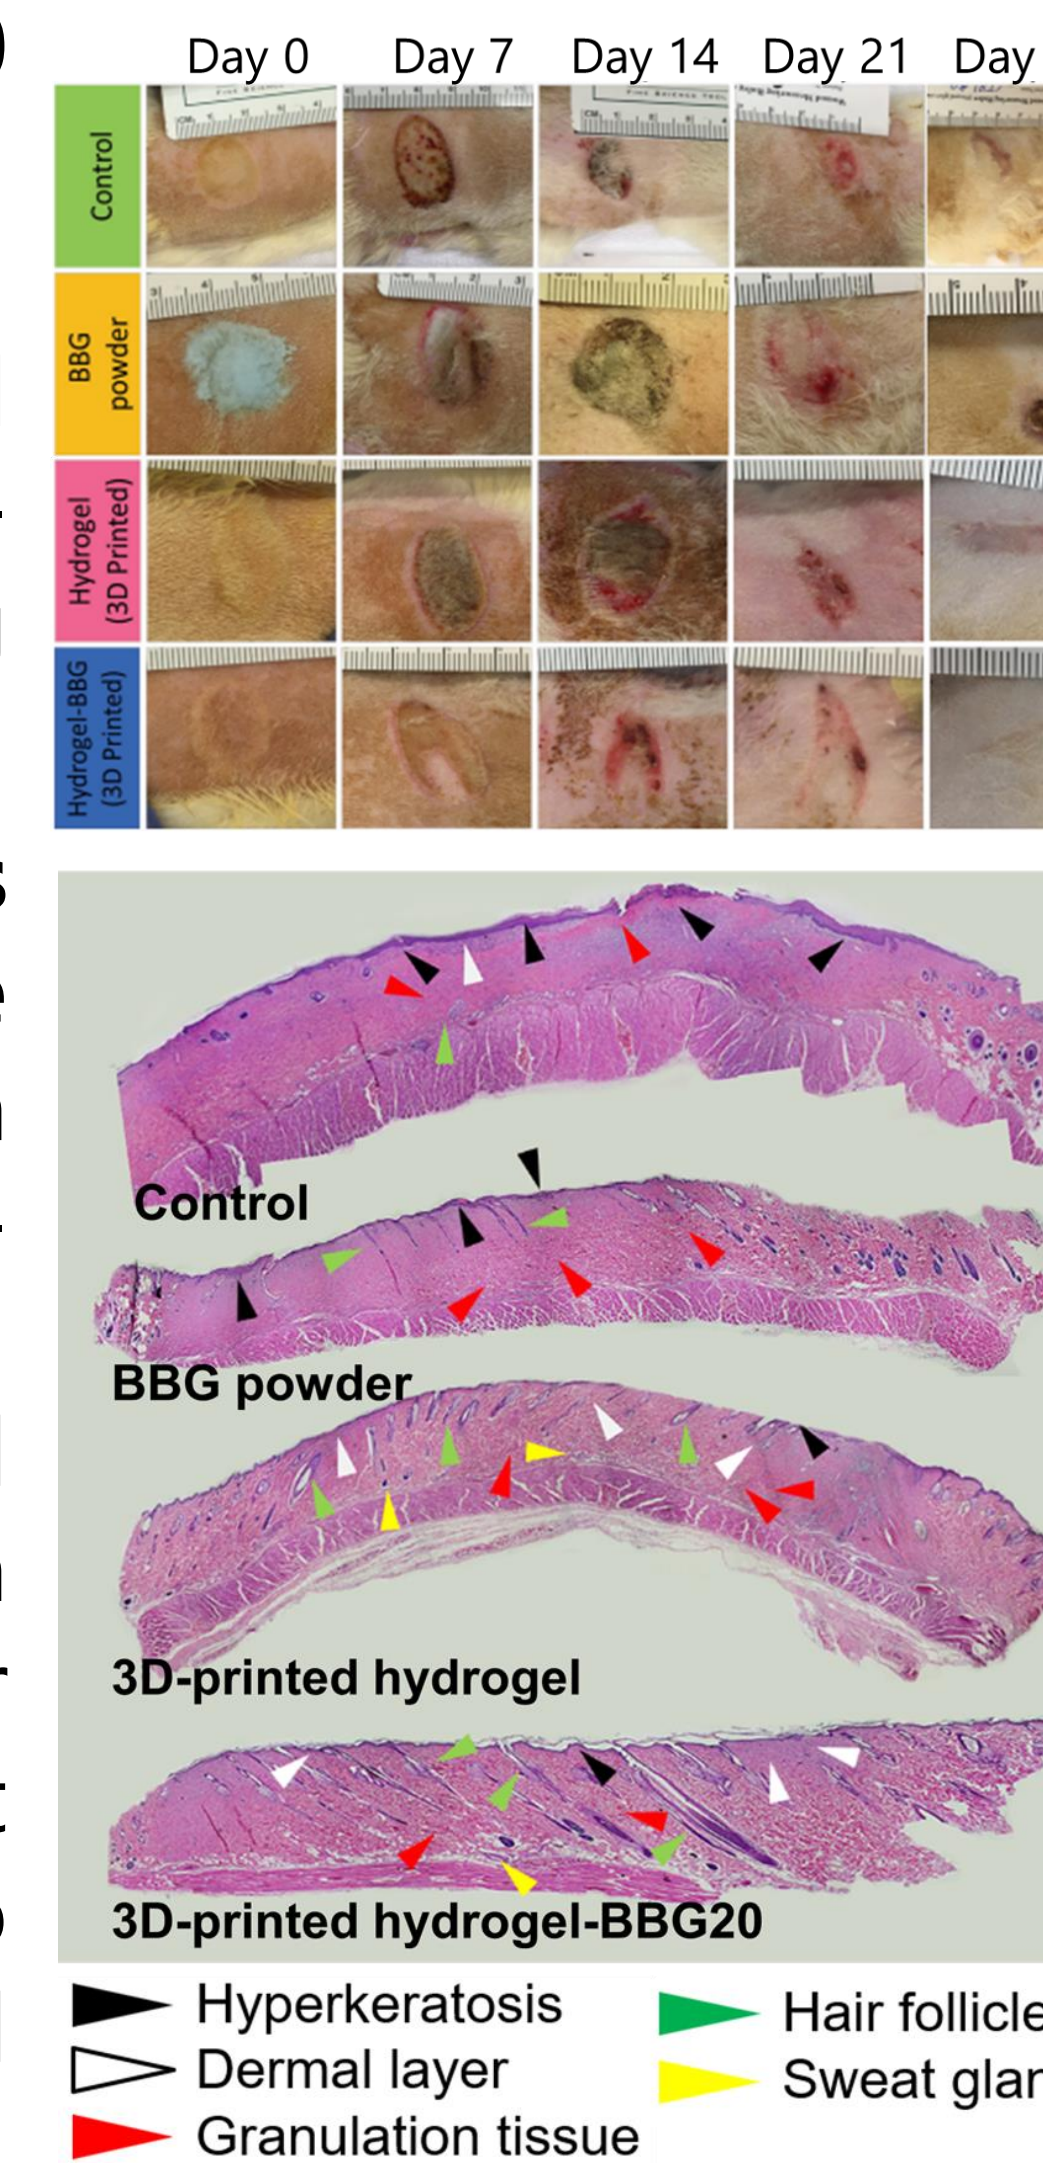 Day 0 Day 7 Day 14 Day 21 Day
Control
BBG
powder
Hydrogel
(3D Printed)
Hydrogel-BBG
(3D Printed)
Control
BBG powder
3D-printed hydrogel
3D-printed hydrogel-BBG20
Hyperkeratosis
Dermal layer
Granulation tissue
Hair follicle
Sweat glan